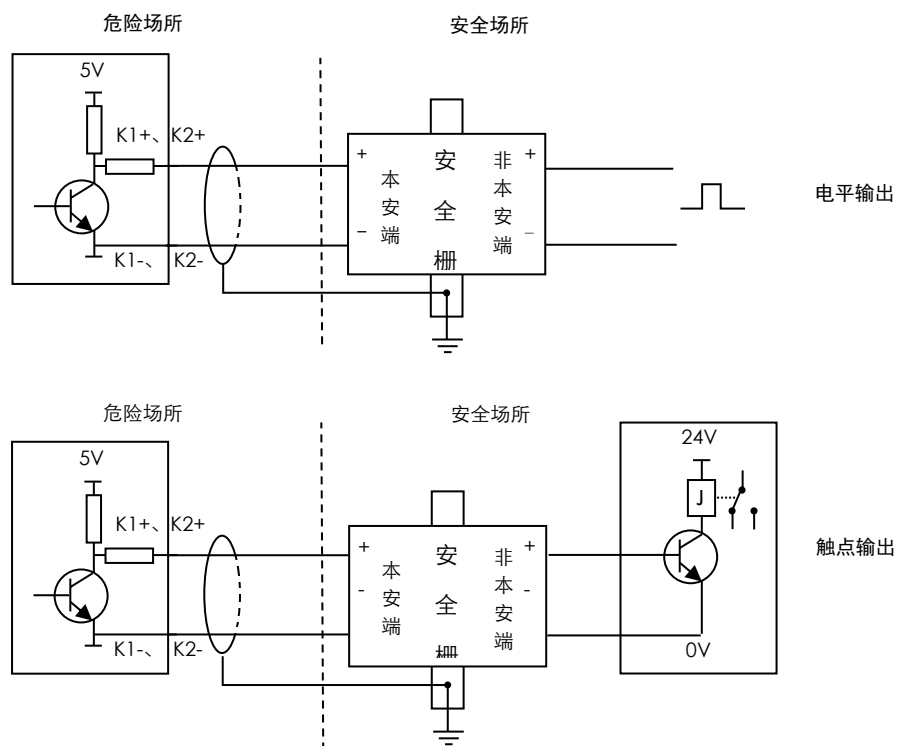 危险场所
安全场所
5V
K1+、K2+
K1-、K2-
+
−
本安端
安全栅
非本安端
+
−
电平输出
危险场所
安全场所
5V
K1+、K2+
K1-、K2-
+
-
本安端
安全栅
非本安端
+
-
24V
J
0V
触点输出